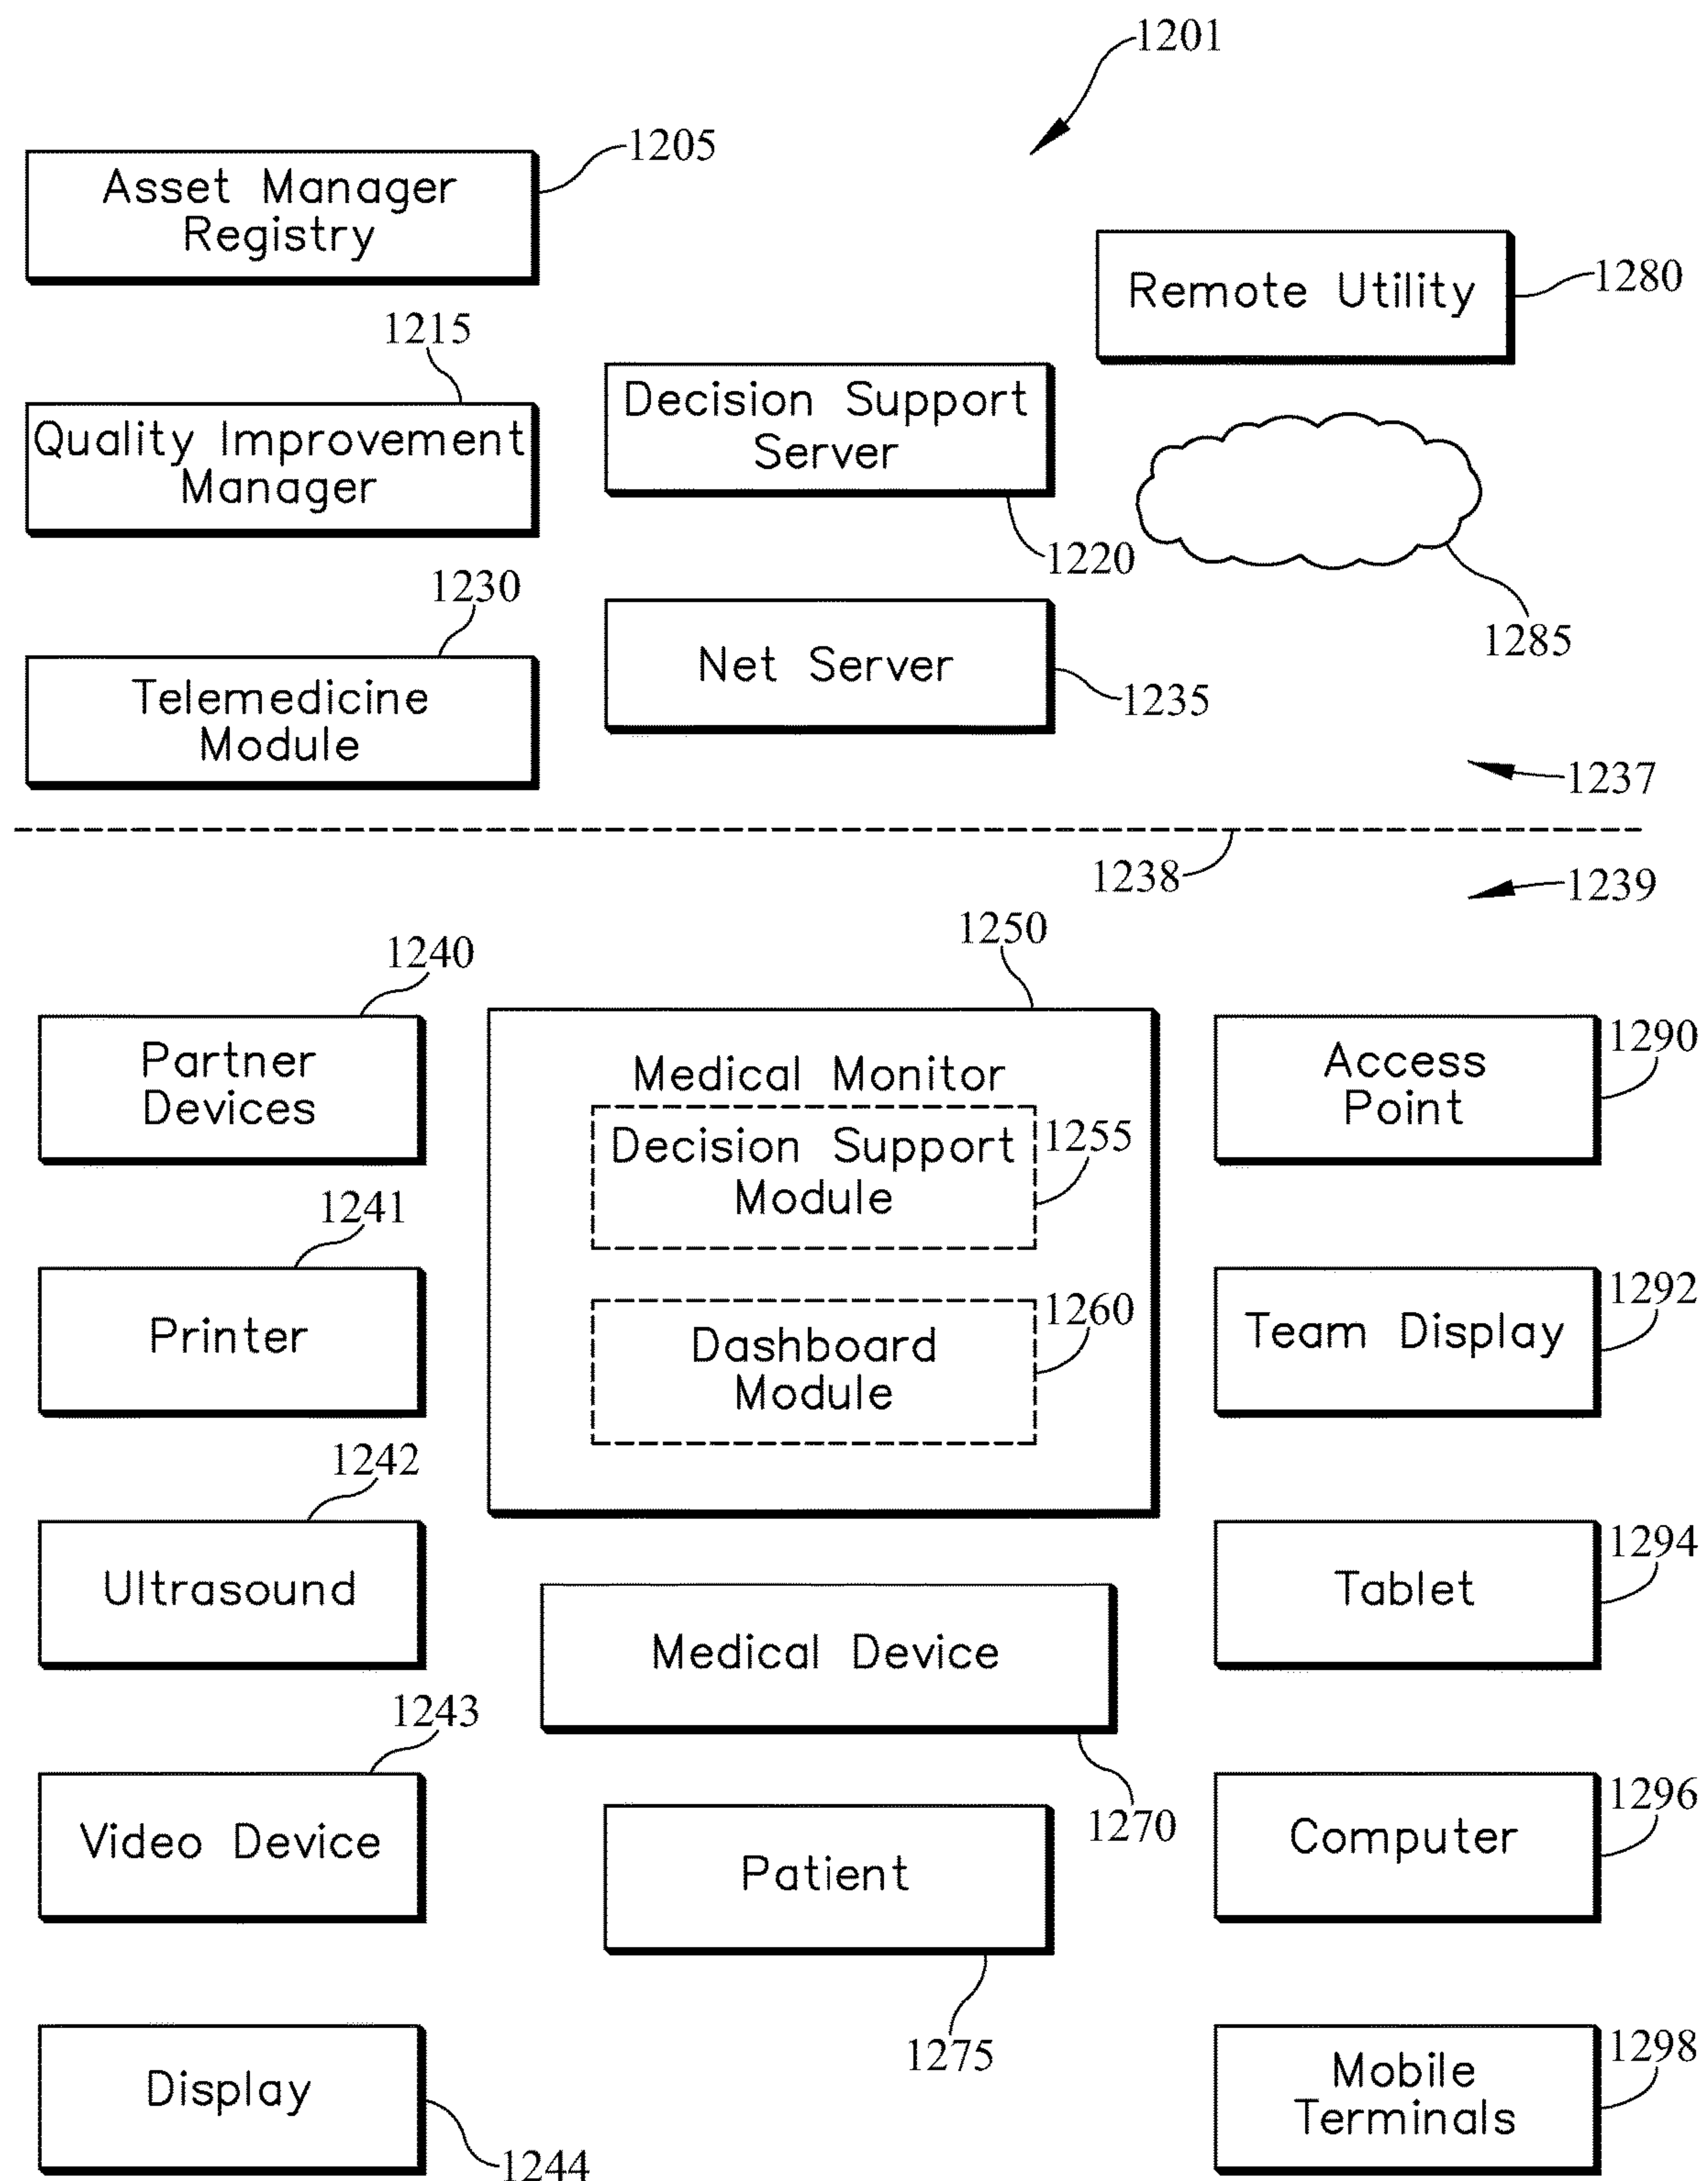 1201
1205
Asset Manager
Registry
Remote Utility
1280
1215
Quality Improvement
Manager
Decision Support
Server
1220
1285
1230
Telemedicine
Module
Net Server
1235
1237
1238
1239
1240
Partner
Devices
1250
Medical Monitor
Decision Support
Module
1255
Access
Point
1290
1241
Printer
Dashboard
Module
1260
Team Display
1292
1242
Ultrasound
Medical Device
1270
Tablet
1294
1243
Video Device
Patient
1275
Computer
1296
Display
1244
Mobile
Terminals
1298